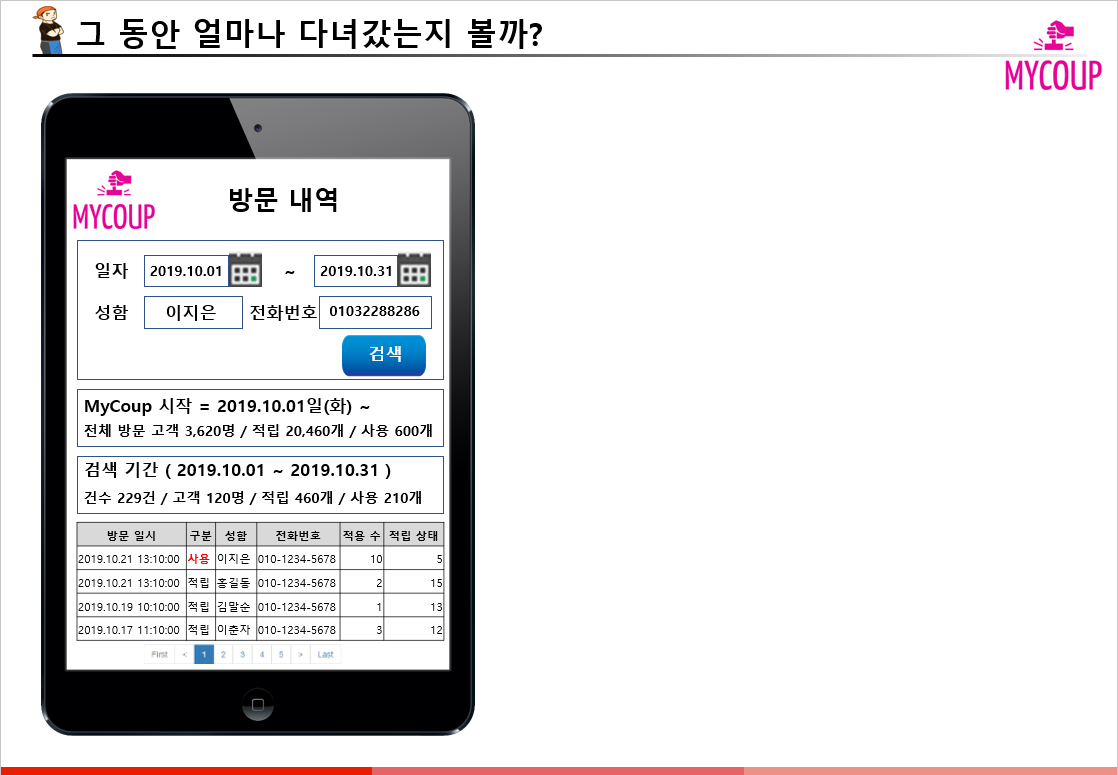 그 동안 얼마나 다녀갔는지 볼까?
MYCOUP
MYCOUP
방문 내역
일자 2019.10.01 ~ 2019.10.31
성함 이지은 전화번호 01032288286
검색
MyCoup 시작 = 2019.10.01일(화) ~
전체 방문 고객 3,620명 / 적립 20,460개 / 사용 600개
검색 기간 ( 2019.10.01 ~ 2019.10.31 )
건수 229건 / 고객 120명 / 적립 460개 / 사용 210개
방문 일시 구분 성함 전화번호 적용 수 적립 상태
2019.10.21 13:10:00 사용 이지은 010-1234-5678 10 5
2019.10.21 13:10:00 적립 홍길동 010-1234-5678 2 15
2019.10.19 10:10:00 적립 김말순 010-1234-5678 1 13
2019.10.17 11:10:00 적립 이춘자 010-1234-5678 3 12
First < 1 2 3 4 5 > Last